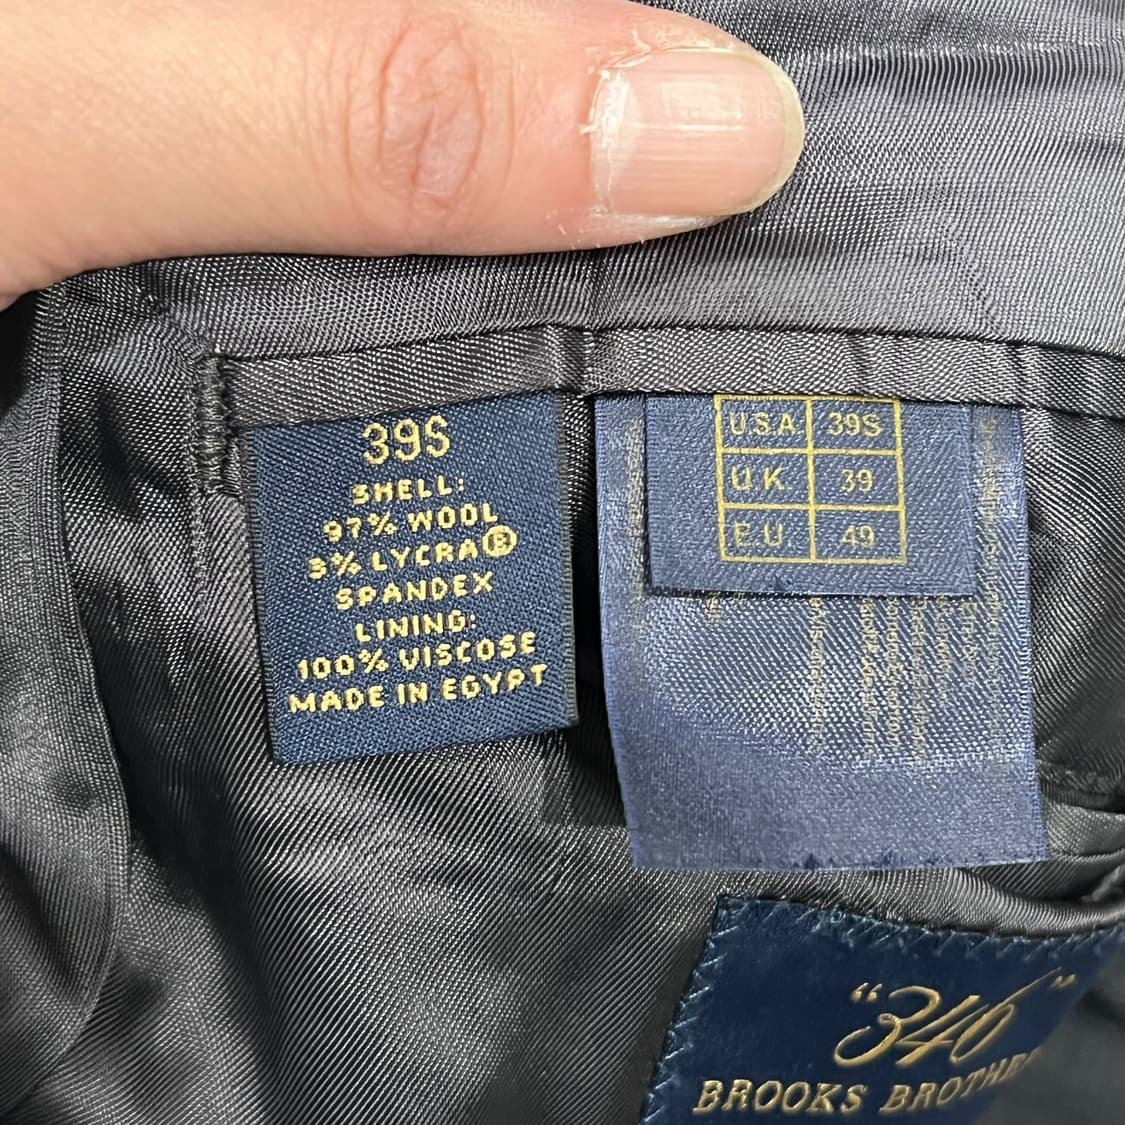 39S
SHELL:
97% WOOL
3% LYCRA®
SPANDEX
LINING:
100% VISCOSE
MADE IN EGYPT
U.S.A 39S
U.K. 39
E.U. 49
"346"
BROOKS BROTHE